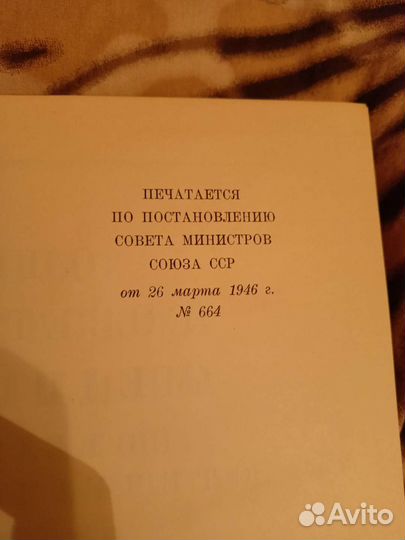 ПЕЧАТАЕТСЯ
ПО ПОСТАНОВЛЕНИЮ
СОВЕТА МИНИСТРОВ
СОЮЗА ССР
от 26 марта 1946 г.
№ 664
Avito